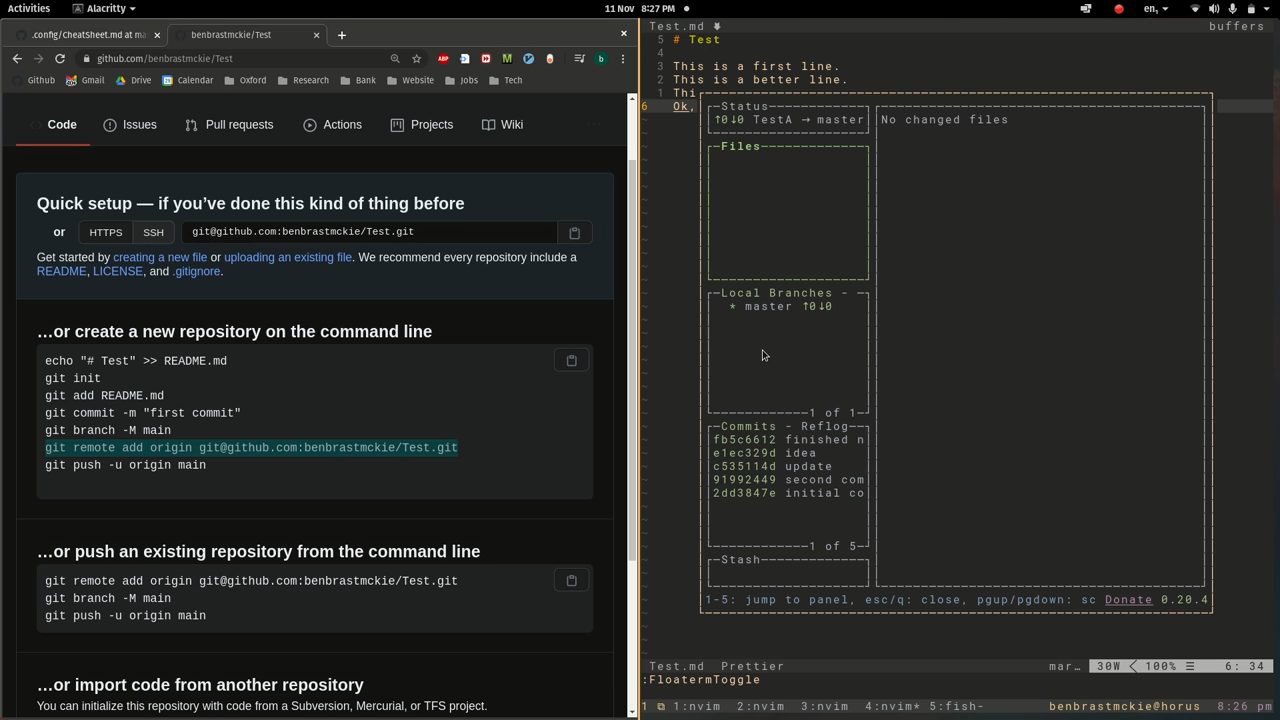 Activities
Alacritty
11 Nov 8:27 PM
en₁
.config/CheatSheet.md at ma
benbrastmckie/Test
github.com/benbrastmckie/Test
Github Gmail Drive Calendar Oxford Research Bank Jobs Tech
Code Issues Pull requests Actions Projects Wiki
Quick setup — if you’ve done this kind of thing before
or HTTPS SSH git@github.com:benbrastmckie/Test.git
Get started by creating a new file or uploading an existing file. We recommend every repository include a
README, LICENSE, and .gitignore.
…or create a new repository on the command line
echo "# Test" >> README.md
git init
git add README.md
git commit -m "first commit"
git branch -M main
git remote add origin git@github.com:benbrastmckie/Test.git
git push -u origin main
…or push an existing repository from the command line
git remote add origin git@github.com:benbrastmckie/Test.git
git branch -M main
git push -u origin main
…or import code from another repository
You can initialize this repository with code from a Subversion, Mercurial, or TFS project.
Test.md buffers
5 # Test
4
3 This is a first line.
2 This is a better line.
1 Thi
6 Ok,
Status
↑0↓0 TestA → master
No changed files
Files
Local Branches -
* master ↑0↓0
1 of 1
Commits - Reflog
fb5c6612 finished n
e1ec329d idea
c535114d update
91992449 second com
2dd3847e initial co
1 of 5
Stash
1-5: jump to panel, esc/q: close, pgup/pgdown: sc Donate 0.20.4
Test.md Prettier mar… 30W < 100% ☰ 6: 34
:FloatermToggle
1 1:nvim 2:nvim 3:nvim 4:nvim* 5:fish- benbrastmckie@horus 8:26 pm